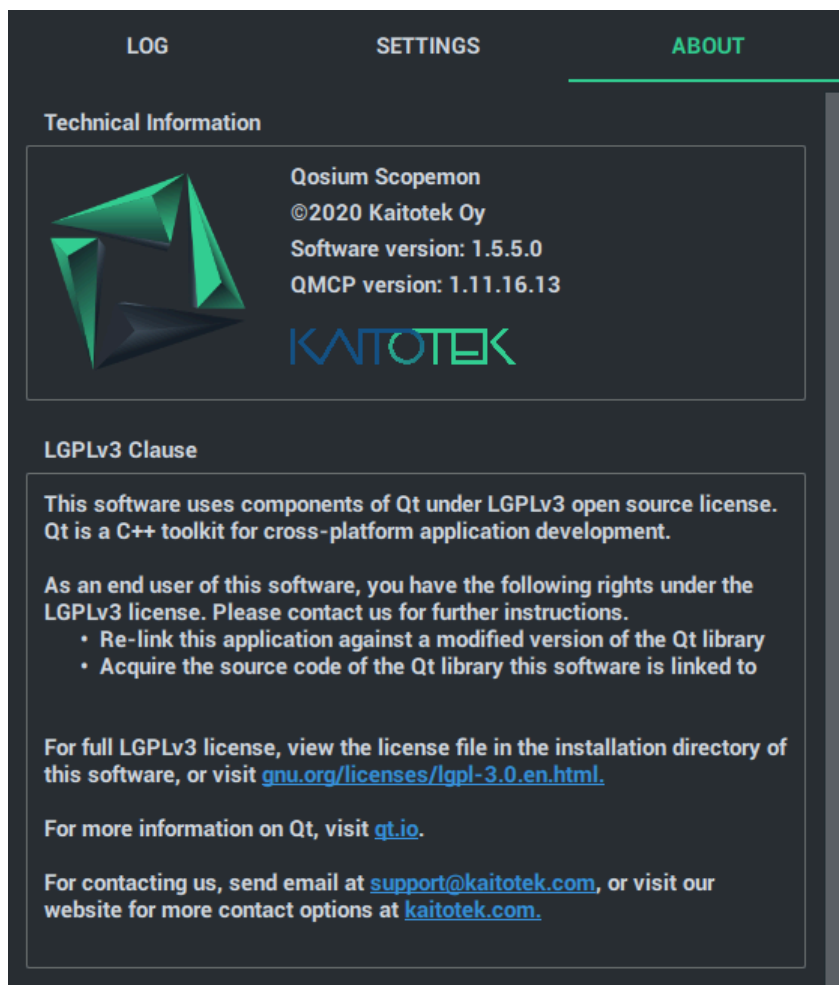 LOG SETTINGS ABOUT
Technical Information
Qosium Scopemon
©2020 Kaitotek Oy
Software version: 1.5.5.0
QMCP version: 1.11.16.13
KAITOTEK
LGPLv3 Clause
This software uses components of Qt under LGPLv3 open source license.
Qt is a C++ toolkit for cross-platform application development.
As an end user of this software, you have the following rights under the
LGPLv3 license. Please contact us for further instructions.
• Re-link this application against a modified version of the Qt library
• Acquire the source code of the Qt library this software is linked to
For full LGPLv3 license, view the license file in the installation directory of
this software, or visit gnu.org/licenses/lgpl-3.0.en.html.
For more information on Qt, visit qt.io.
For contacting us, send email at support@kaitotek.com, or visit our
website for more contact options at kaitotek.com.